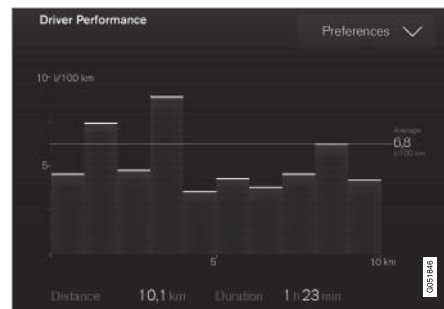 Driver Performance
Preferences
10 l/100 km
Average
6,8
l/100 km
5
5
10 km
Distance 10,1 km Duration 1 h 23 min
G051846